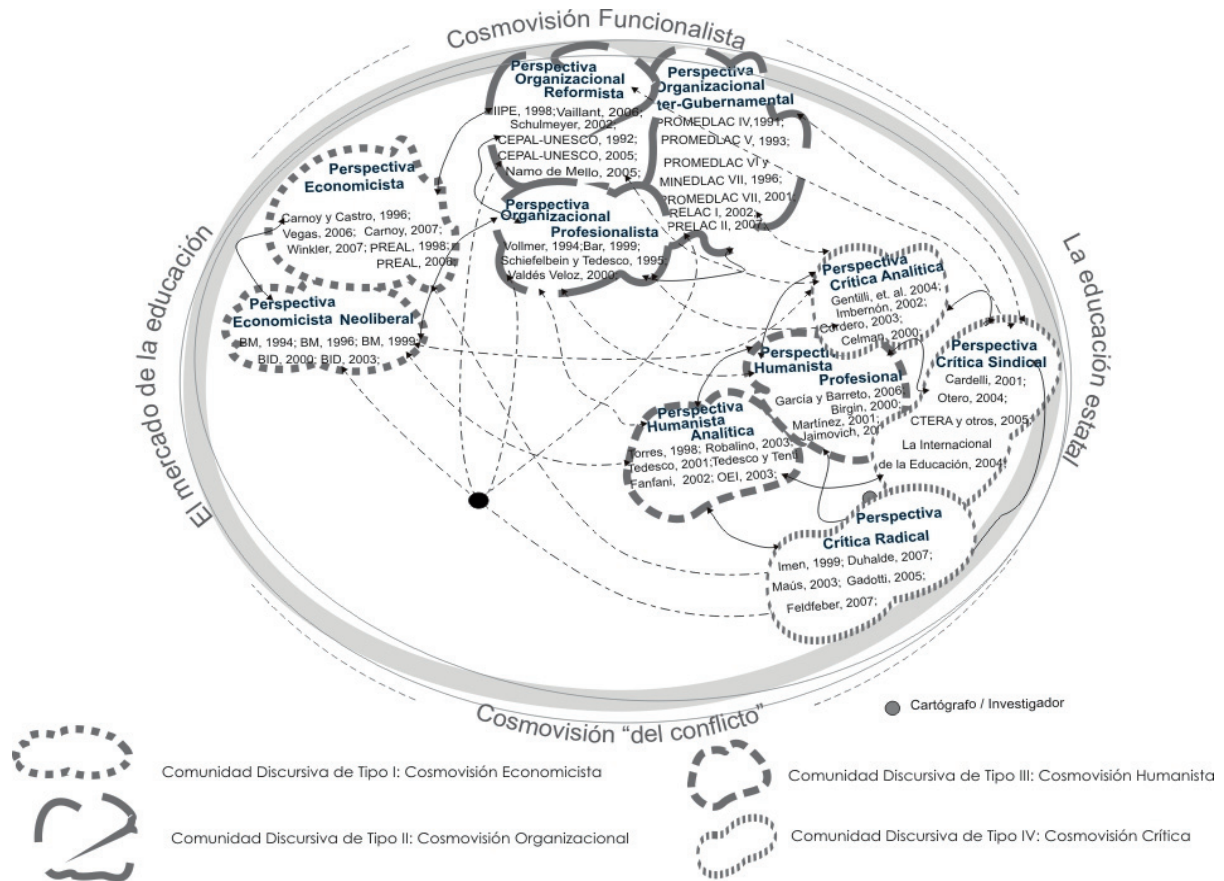 Cosmovisión Funcionalista
El mercado de la educación
La educación estatal
Cosmovisión “del conflicto”
Perspectiva
Organizacional
Reformista
IIPE, 1998; Vaillant, 2006;
Schulmeyer, 2002;
CEPAL-UNESCO, 1992;
CEPAL-UNESCO, 2005;
Namo de Mello, 2005;
Perspectiva
Organizacional
ter-Gubernamental
PROMEDLAC IV,1991;
PROMEDLAC V, 1993;
PROMEDLAC VI y
MINEDLAC VII, 1996;
PROMEDLAC VII, 2001;
PRELAC I, 2002;
PRELAC II, 2007;
Perspectiva
Economicista
Carnoy y Castro, 1996;
Vegas, 2006; Carnoy, 2007;
Winkler, 2007; PREAL, 1998;
PREAL, 2006;
Perspectiva
Organizacional
Profesionalista
Vollmer, 1994;Bar, 1999;
Schiefelbein y Tedesco, 1995;
Valdés Veloz, 2000;
Perspectiva
Economicista Neoliberal
BM, 1994; BM, 1996; BM, 1999;
BID, 2000; BID, 2003;
Perspectiva
Crítica Analítica
Gentilli, et. al. 2004;
Imbernón, 2002;
Cordero, 2003;
Celman, 2000;
Perspecti
Humanista
Profesional
García y Barreto, 2006;
Birgin, 2000;
Martínez, 2001;
Jaimovich, 20
Perspectiva
Crítica Sindical
Cardelli, 2001;
Otero, 2004;
CTERA y otros, 2005;
La Internacional
de la Educación, 2004;
Perspectiva
Humanista
Analítica
Torres, 1998; Robalino, 2003;
Tedesco, 2001;Tedesco y Tenti
Fanfani, 2002; OEI, 2003;
Perspectiva
Crítica Radical
Imen, 1999; Duhalde, 2007;
Maús, 2003; Gadotti, 2005;
Feldfeber, 2007;
Cartógrafo / Investigador
Comunidad Discursiva de Tipo I: Cosmovisión Economicista
Comunidad Discursiva de Tipo II: Cosmovisión Organizacional
Comunidad Discursiva de Tipo III: Cosmovisión Humanista
Comunidad Discursiva de Tipo IV: Cosmovisión Crítica